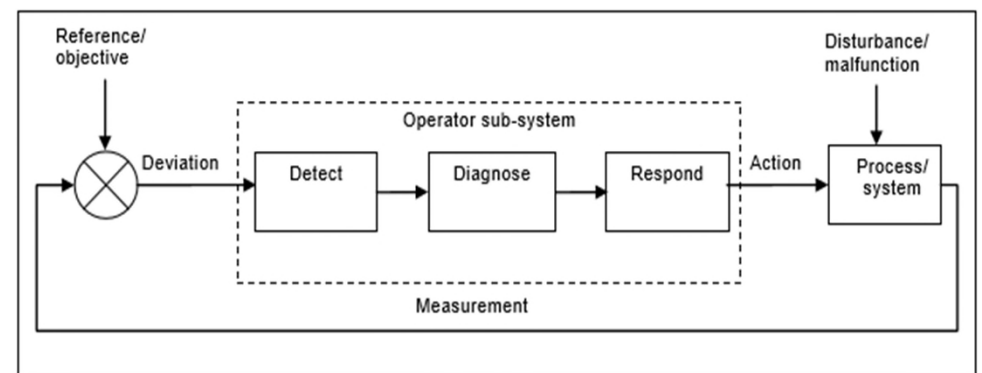 Reference/
objective
Disturbance/
malfunction
Operator sub-system
Deviation
Detect
Diagnose
Respond
Action
Process/
system
Measurement